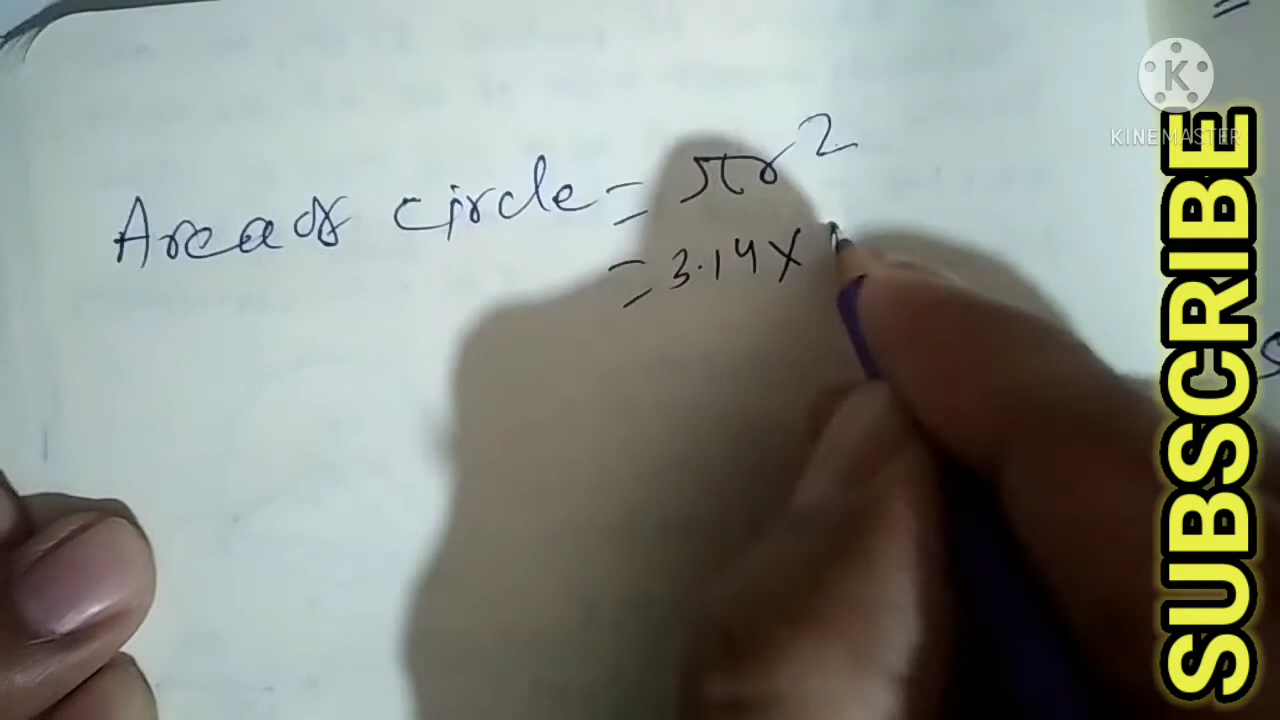 Area of circle = πr²
= 3.14 X
KINEMASTER
SUBSCRIBE